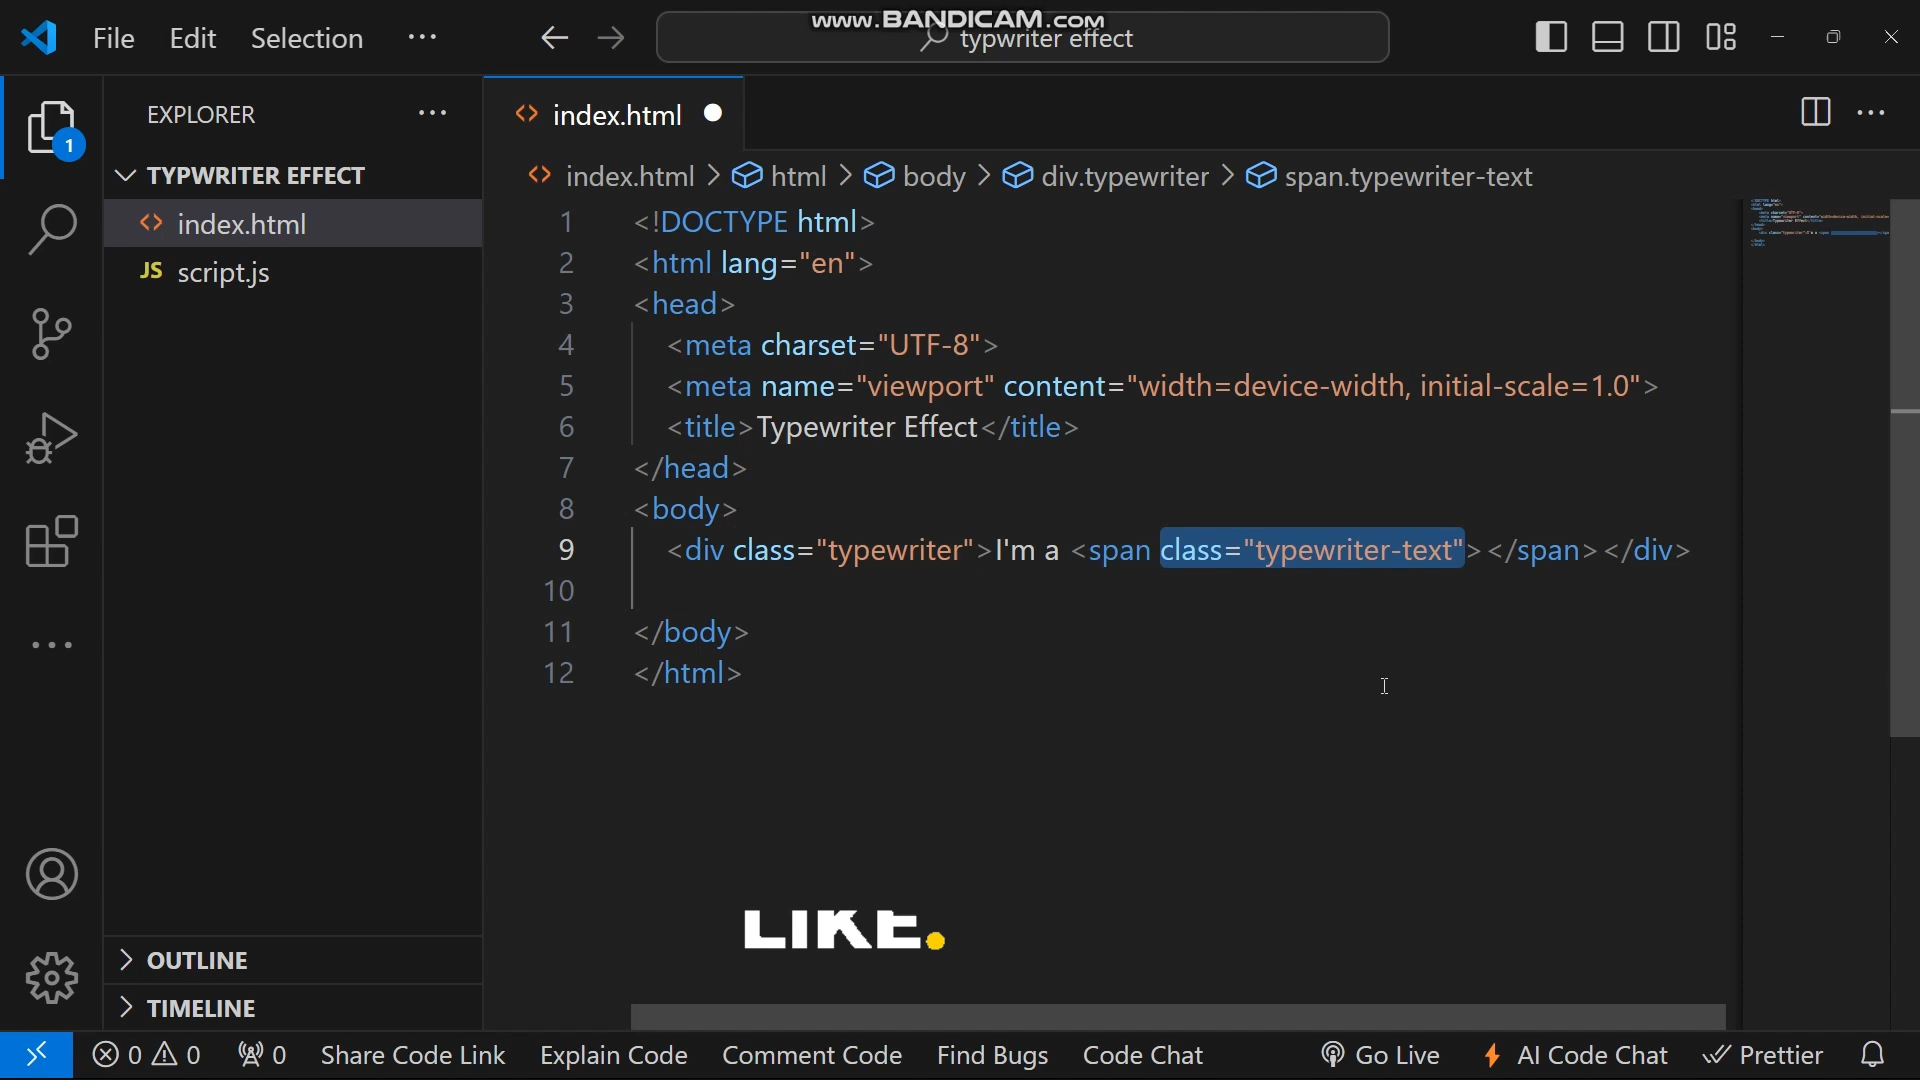 www.BANDICAM.COM
File Edit Selection ··· typwriter effect
EXPLORER ···
1
TYPWRITER EFFECT
index.html
JS script.js
OUTLINE
TIMELINE
index.html
index.html > html > body > div.typewriter > span.typewriter-text
1 <!DOCTYPE html>
2 <html lang="en">
3 <head>
4 <meta charset="UTF-8">
5 <meta name="viewport" content="width=device-width, initial-scale=1.0">
6 <title>Typewriter Effect</title>
7 </head>
8 <body>
9 <div class="typewriter">I'm a <span class="typewriter-text"></span></div>
10
11 </body>
12 </html>
LIKE.
0 0 0 Share Code Link Explain Code Comment Code Find Bugs Code Chat Go Live AI Code Chat Prettier